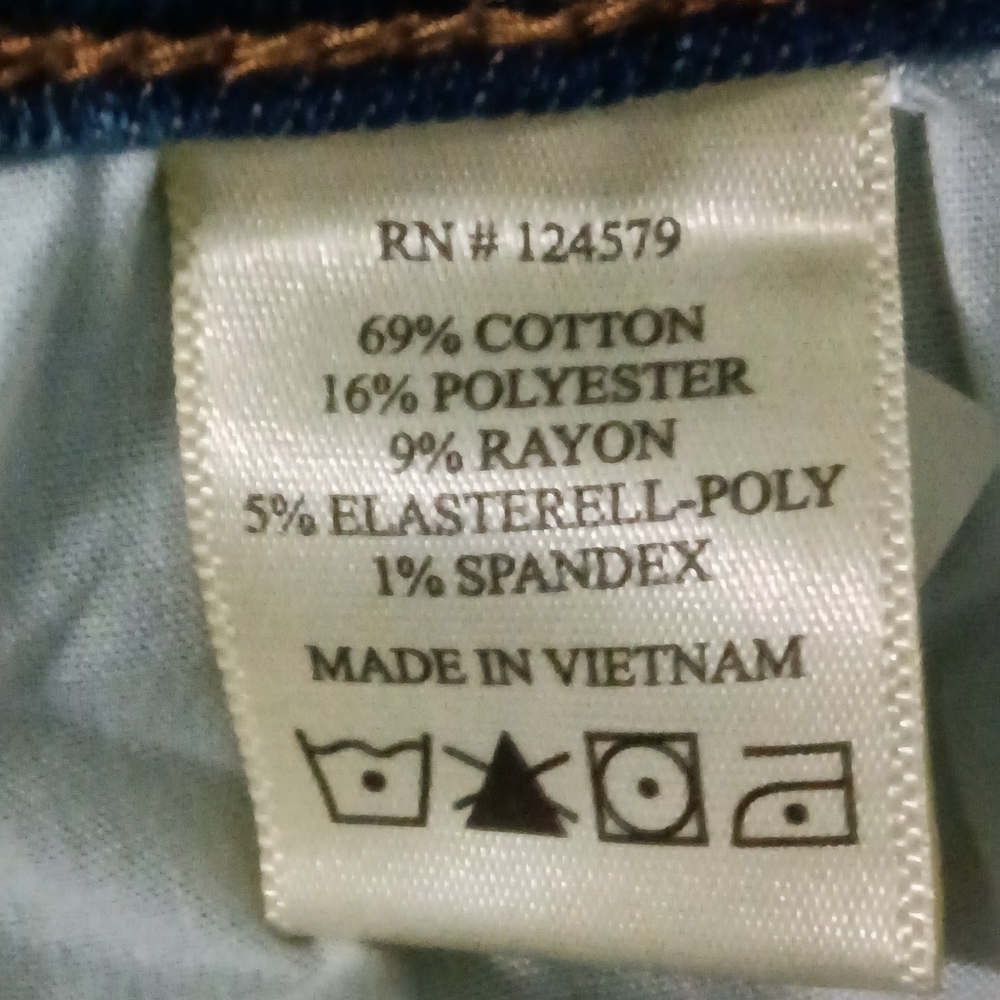 RN # 124579
69% COTTON
16% POLYESTER
9% RAYON
5% ELASTERELL-POLY
1% SPANDEX
MADE IN VIETNAM